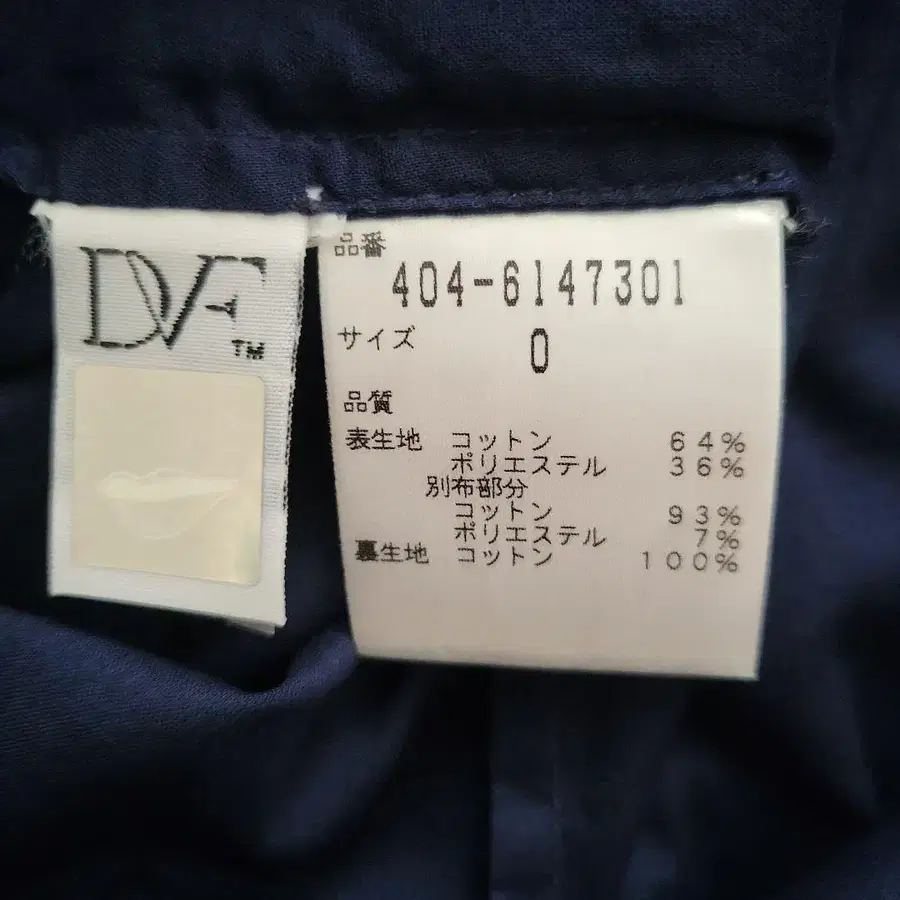 DVF
TM
品番
404-6147301
サイズ 0
品質
表生地 コットン 64%
ポリエステル 36%
別布部分
コットン 93%
ポリエステル 7%
裏生地 コットン 100%